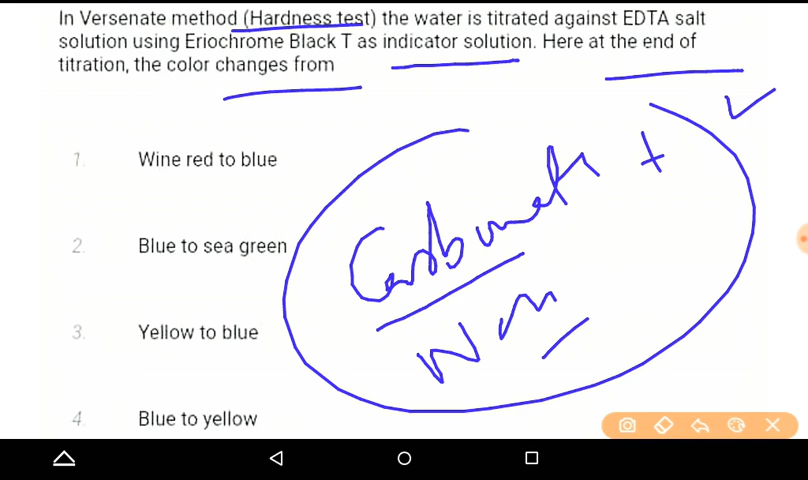 In Versenate method (Hardness test) the water is titrated against EDTA salt
solution using Eriochrome Black T as indicator solution. Here at the end of
titration, the color changes from
1. Wine red to blue
2. Blue to sea green
3. Yellow to blue
4. Blue to yellow
Carbonate +
Non